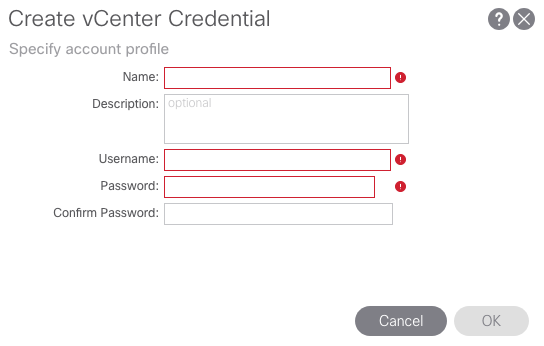 Create vCenter Credential
?
Specify account profile
Name:
Description:
optional
Username:
Password:
Confirm Password:
Cancel
OK